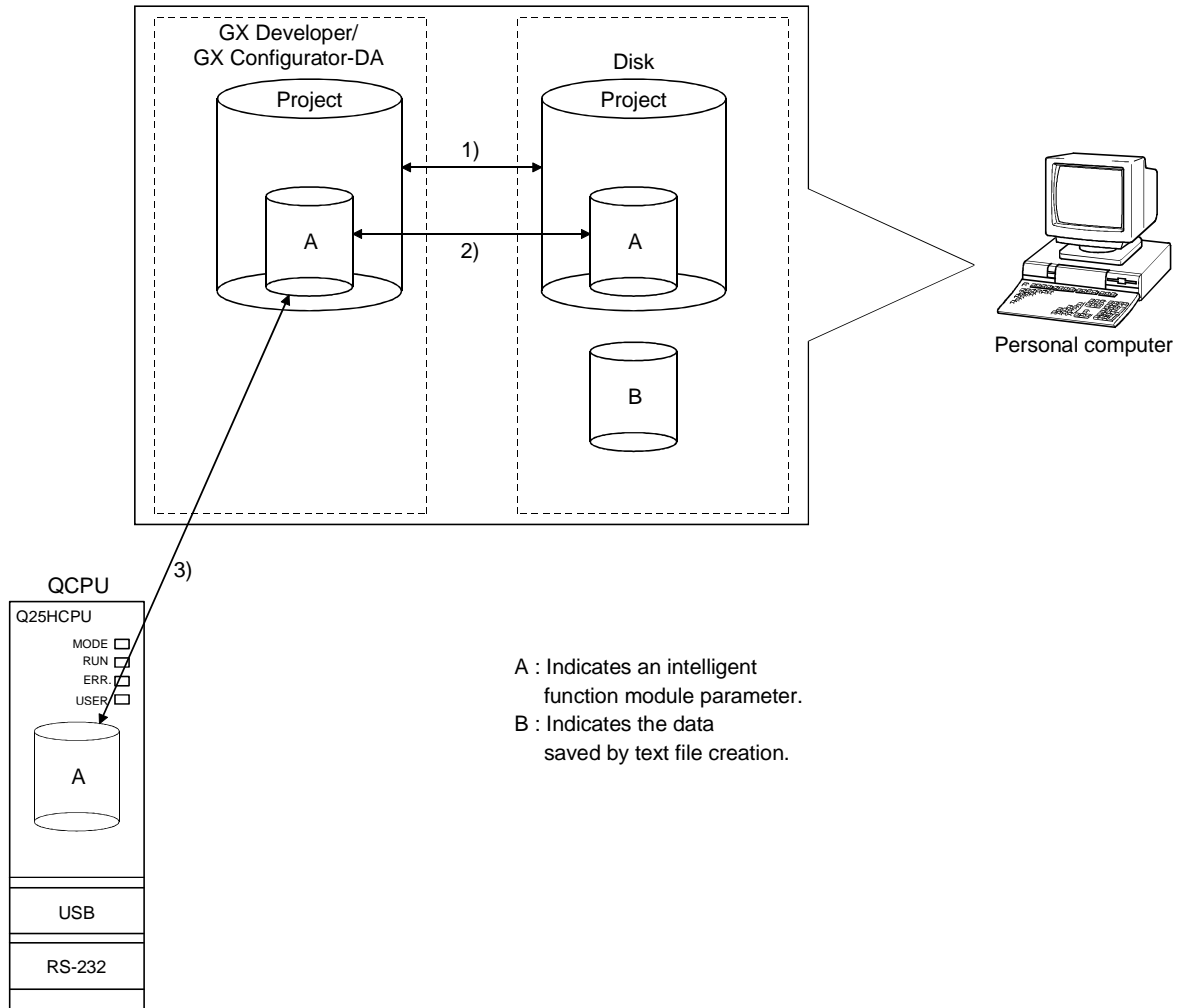 GX Developer/
GX Configurator-DA
Disk
Project
Project
1)
A
2)
A
B
Personal computer
3)
QCPU
Q25HCPU
MODE
RUN
ERR.
USER
A
USB
RS-232
A : Indicates an intelligent
function module parameter.
B : Indicates the data
saved by text file creation.